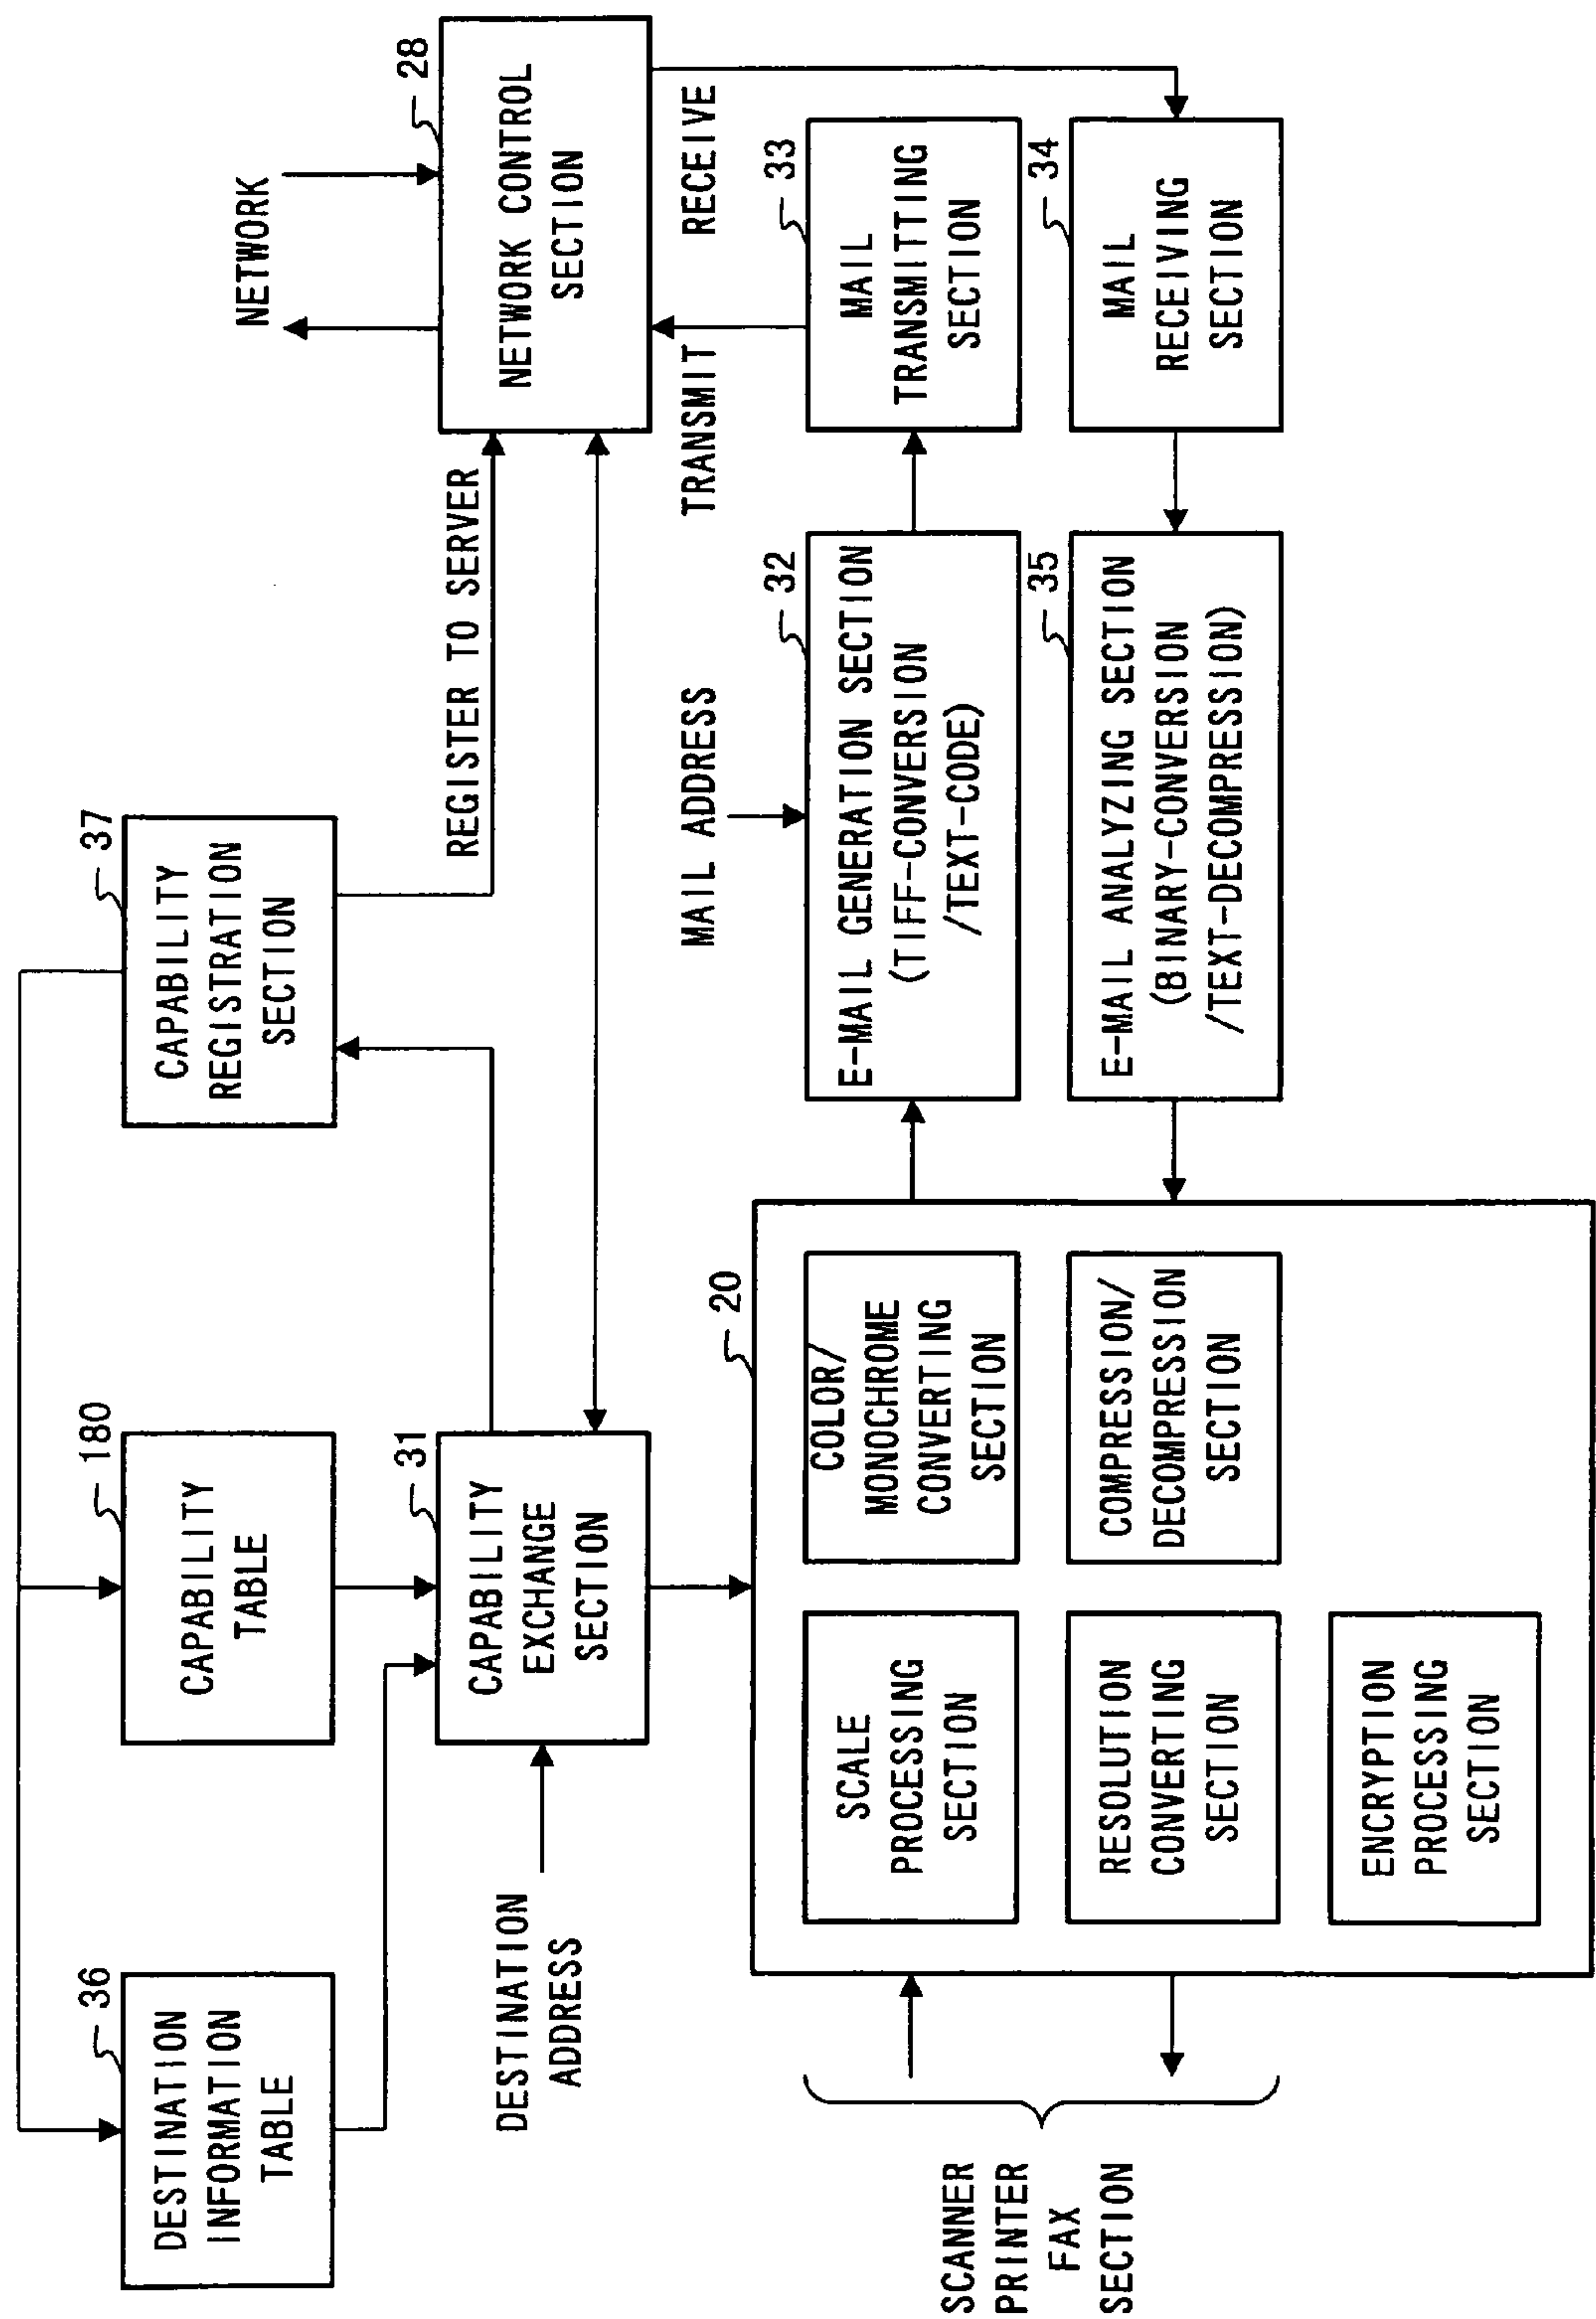 36
DESTINATION
INFORMATION
TABLE
180
CAPABILITY
TABLE
37
CAPABILITY
REGISTRATION
SECTION
NETWORK
28
NETWORK CONTROL
SECTION
REGISTER TO SERVER
31
CAPABILITY
EXCHANGE
SECTION
DESTINATION
ADDRESS
TRANSMIT
RECEIVE
MAIL ADDRESS
20
SCALE
PROCESSING
SECTION
COLOR/
MONOCHROME
CONVERTING
SECTION
32
E-MAIL GENERATION SECTION
(TIFF-CONVERSION
/TEXT-CODE)
33
MAIL
TRANSMITTING
SECTION
SCANNER
PRINTER
FAX
SECTION
RESOLUTION
CONVERTING
SECTION
COMPRESSION/
DECOMPRESSION
SECTION
35
E-MAIL ANALYZING SECTION
(BINARY-CONVERSION
/TEXT-DECOMPRESSION)
34
MAIL
RECEIVING
SECTION
ENCRYPTION
PROCESSING
SECTION